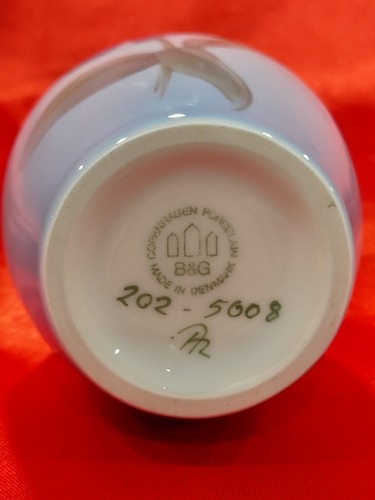 COPENHAGEN PORCELAIN
B&G
MADE IN DENMARK
202-5008